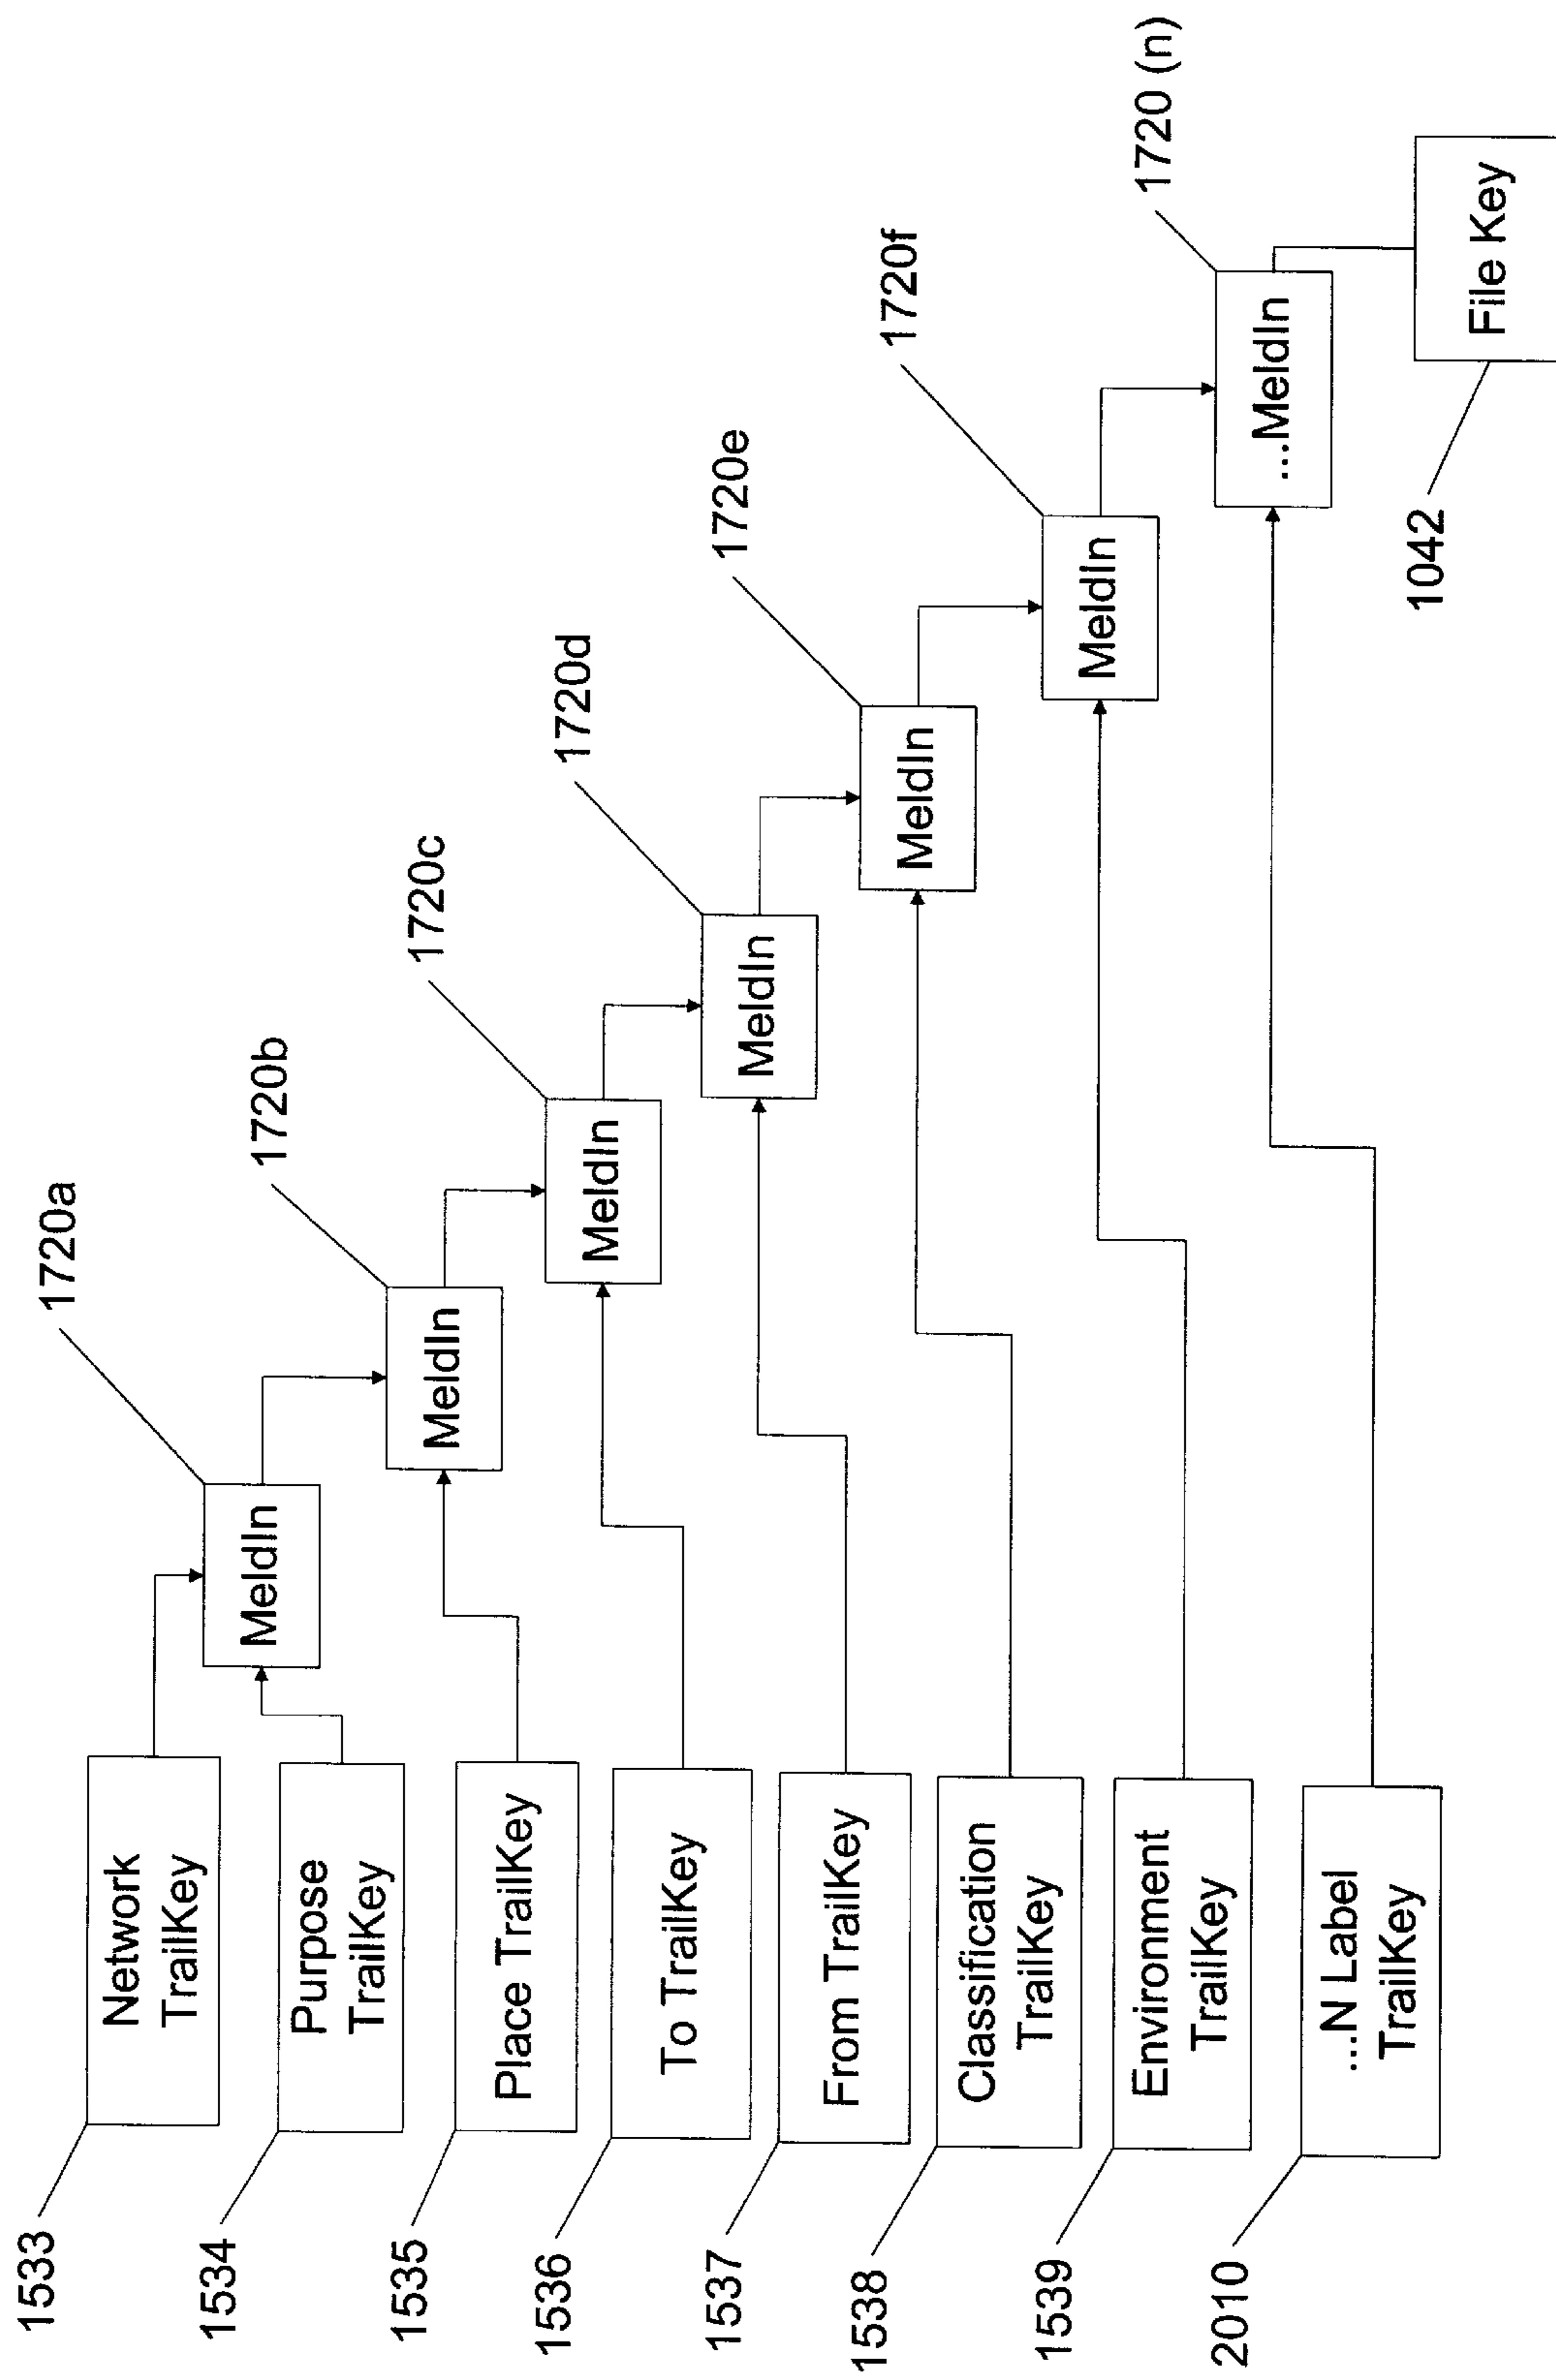 1533
Network
TrailKey
1534
Purpose
TrailKey
1535
Place TrailKey
1536
To TrailKey
1537
From TrailKey
1538
Classification
TrailKey
1539
Environment
TrailKey
2010
...N Label
TrailKey
1720a
MeldIn
1720b
MeldIn
1720c
MeldIn
1720d
MeldIn
1720e
MeldIn
1720f
MeldIn
1720 (n)
...MeldIn
1042
File Key